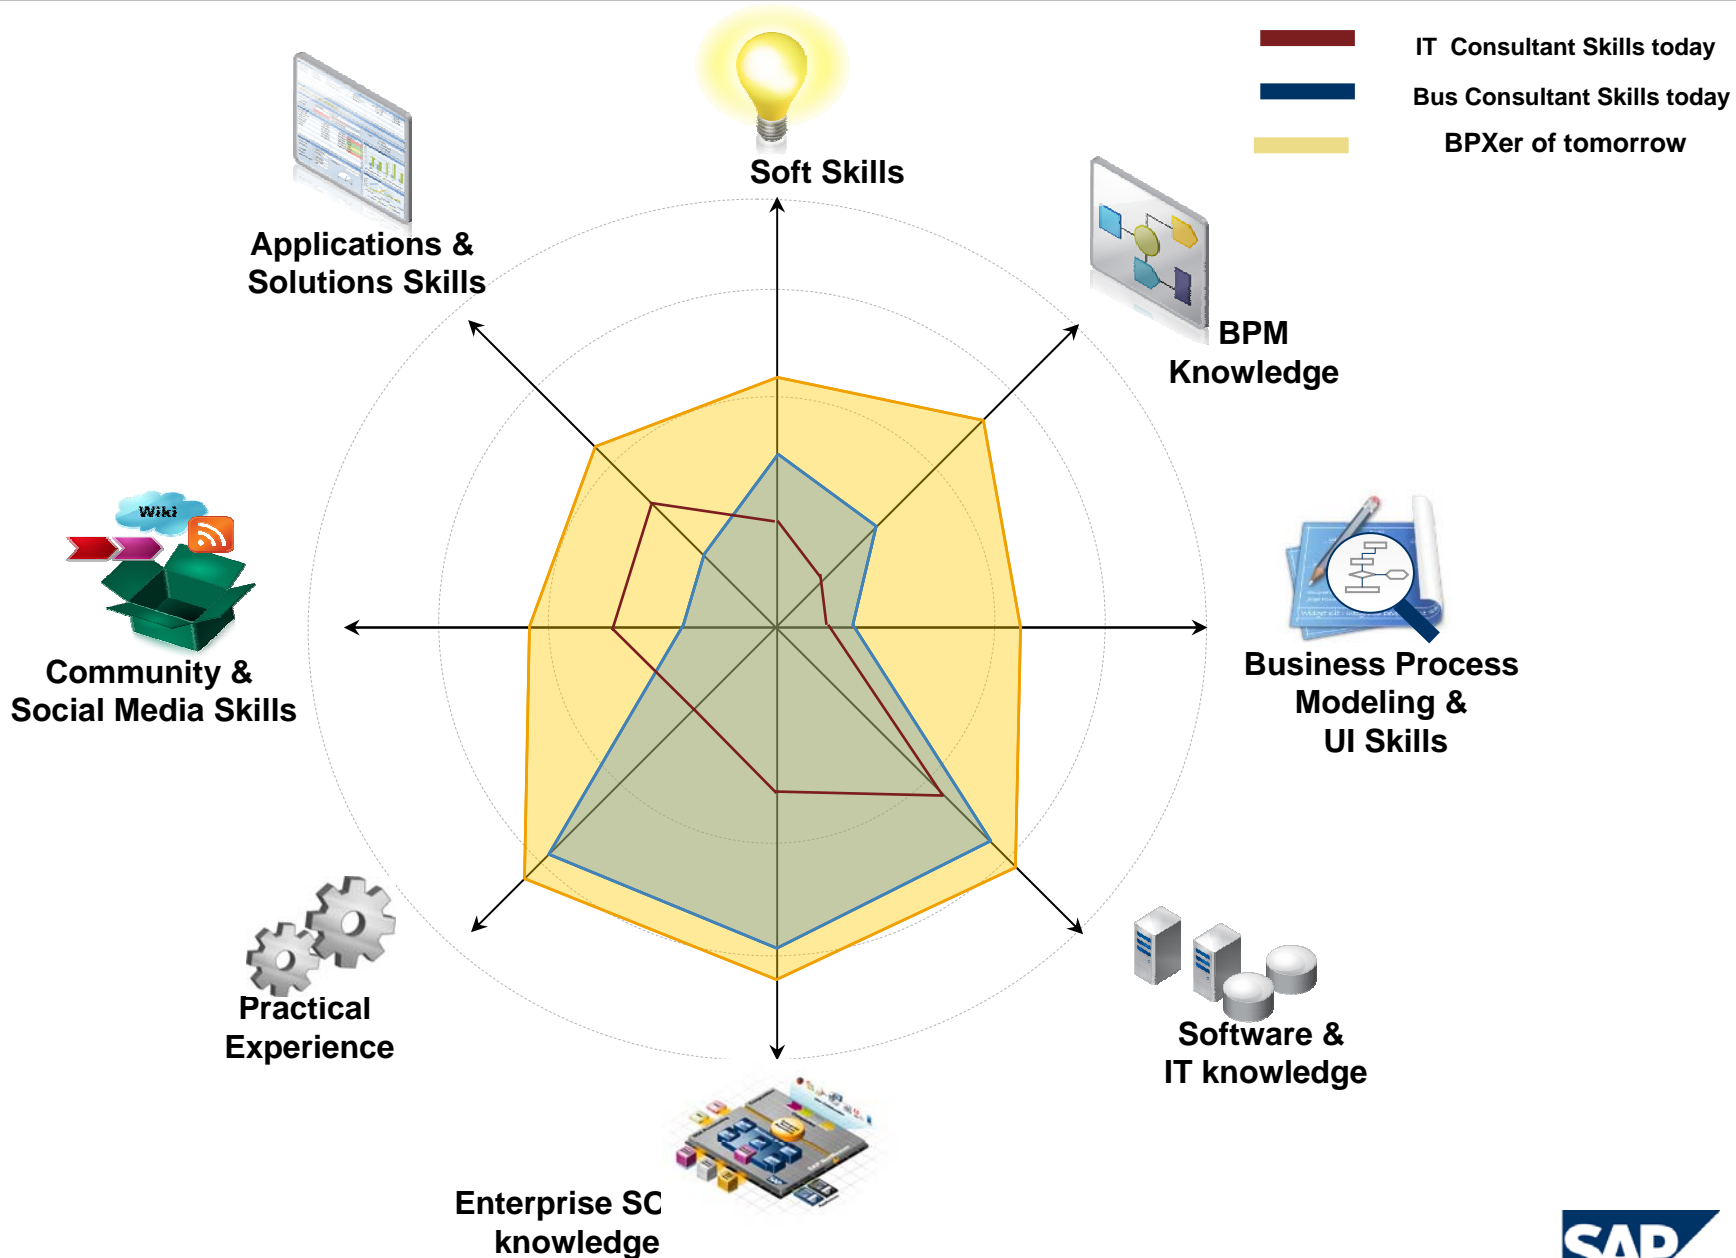 IT Consultant Skills today
Bus Consultant Skills today
BPXer of tomorrow
Soft Skills
Applications &
Solutions Skills
BPM
Knowledge
Wiki
Community &
Social Media Skills
Business Process
Modeling &
UI Skills
Practical
Experience
Software &
IT knowledge
Enterprise SO
knowledge
SAP